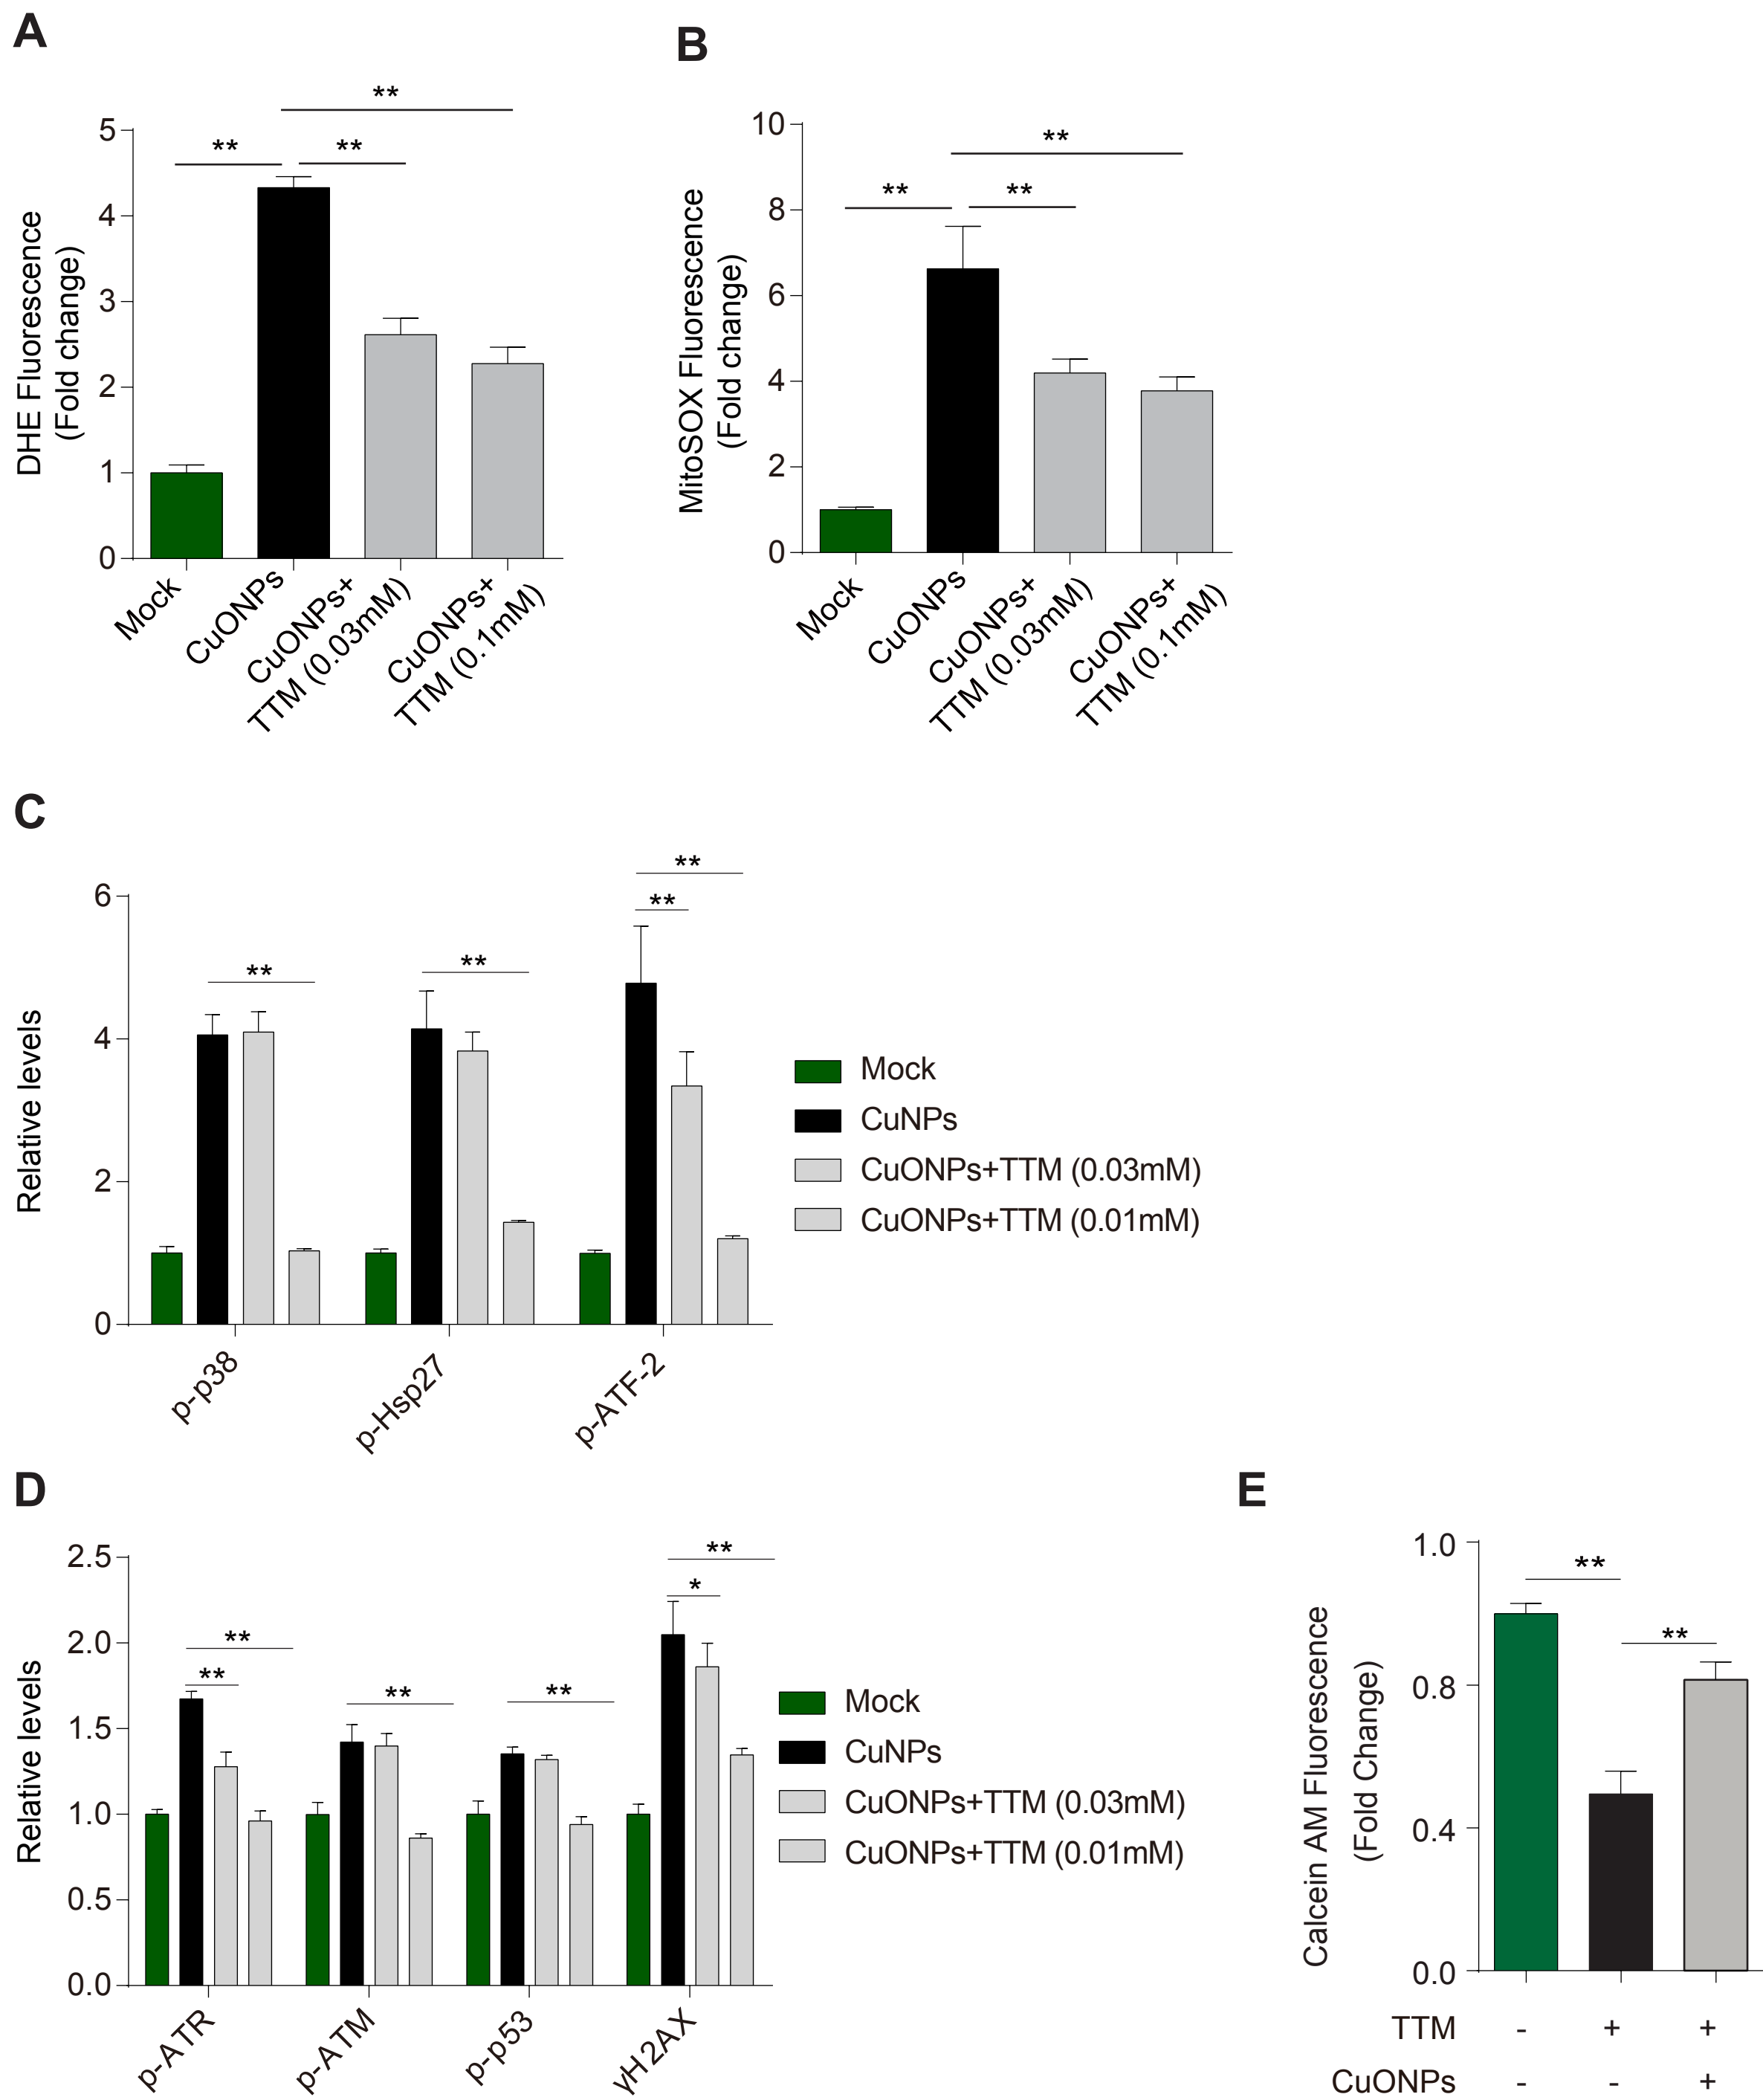 A
DHE Fluorescence
(Fold change)
5
4
3
2
1
0
**
**
**
Mock
CuONPs
CuONPs+
TTM (0.03mM)
CuONPs+
TTM (0.1mM)
B
MitoSOX Fluorescence
(Fold change)
10
8
6
4
2
0
**
**
**
Mock
CuONPs
CuONPs+
TTM (0.03mM)
CuONPs+
TTM (0.1mM)
C
Relative levels
6
4
2
0
**
**
**
**
p-p38
p-Hsp27
p-ATF-2
Mock
CuNPs
CuONPs+TTM (0.03mM)
CuONPs+TTM (0.01mM)
D
Relative levels
2.5
2.0
1.5
1.0
0.5
0.0
**
**
**
**
**
*
p-ATR
p-ATM
p-p53
γH2AX
Mock
CuNPs
CuONPs+TTM (0.03mM)
CuONPs+TTM (0.01mM)
E
Calcein AM Fluorescence
(Fold Change)
1.0
0.8
0.4
0.0
**
**
TTM - + +
CuONPs - - +